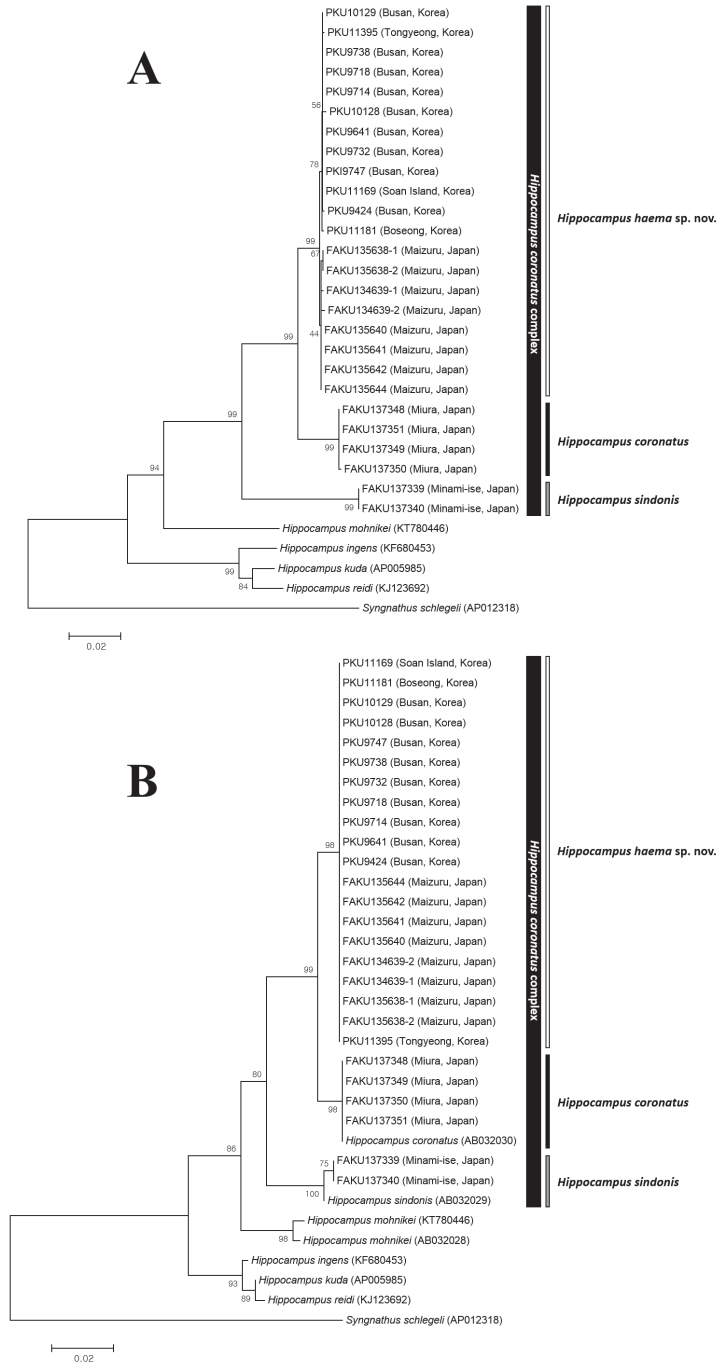 A
PKU10129 (Busan, Korea)
PKU11395 (Tongyeong, Korea)
PKU9738 (Busan, Korea)
PKU9718 (Busan, Korea)
PKU9714 (Busan, Korea)
56
PKU10128 (Busan, Korea)
PKU9641 (Busan, Korea)
PKU9732 (Busan, Korea)
78
PKI9747 (Busan, Korea)
PKU11169 (Soan Island, Korea)
PKU9424 (Busan, Korea)
PKU11181 (Boseong, Korea)
99
67
FAKU135638-1 (Maizuru, Japan)
FAKU135638-2 (Maizuru, Japan)
FAKU134639-1 (Maizuru, Japan)
FAKU134639-2 (Maizuru, Japan)
44
FAKU135640 (Maizuru, Japan)
FAKU135641 (Maizuru, Japan)
FAKU135642 (Maizuru, Japan)
FAKU135644 (Maizuru, Japan)
99
FAKU137348 (Miura, Japan)
FAKU137351 (Miura, Japan)
99
FAKU137349 (Miura, Japan)
FAKU137350 (Miura, Japan)
99
FAKU137339 (Minami-ise, Japan)
99
FAKU137340 (Minami-ise, Japan)
94
Hippocampus mohnikei (KT780446)
Hippocampus ingens (KF680453)
99
Hippocampus kuda (AP005985)
84
Hippocampus reidi (KJ123692)
Syngnathus schlegeli (AP012318)
0.02
Hippocampus coronatus complex
Hippocampus haema sp. nov.
Hippocampus coronatus
Hippocampus sindonis
B
PKU11169 (Soan Island, Korea)
PKU11181 (Boseong, Korea)
PKU10129 (Busan, Korea)
PKU10128 (Busan, Korea)
PKU9747 (Busan, Korea)
PKU9738 (Busan, Korea)
PKU9732 (Busan, Korea)
PKU9718 (Busan, Korea)
PKU9714 (Busan, Korea)
98
PKU9641 (Busan, Korea)
PKU9424 (Busan, Korea)
FAKU135644 (Maizuru, Japan)
FAKU135642 (Maizuru, Japan)
FAKU135641 (Maizuru, Japan)
FAKU135640 (Maizuru, Japan)
99
FAKU134639-2 (Maizuru, Japan)
FAKU134639-1 (Maizuru, Japan)
FAKU135638-1 (Maizuru, Japan)
FAKU135638-2 (Maizuru, Japan)
PKU11395 (Tongyeong, Korea)
FAKU137348 (Miura, Japan)
80
FAKU137349 (Miura, Japan)
FAKU137350 (Miura, Japan)
98
FAKU137351 (Miura, Japan)
Hippocampus coronatus (AB032030)
86
75
FAKU137339 (Minami-ise, Japan)
FAKU137340 (Minami-ise, Japan)
100
Hippocampus sindonis (AB032029)
Hippocampus mohnikei (KT780446)
98
Hippocampus mohnikei (AB032028)
Hippocampus ingens (KF680453)
93
Hippocampus kuda (AP005985)
89
Hippocampus reidi (KJ123692)
Syngnathus schlegeli (AP012318)
0.02
Hippocampus coronatus complex
Hippocampus haema sp. nov.
Hippocampus coronatus
Hippocampus sindonis